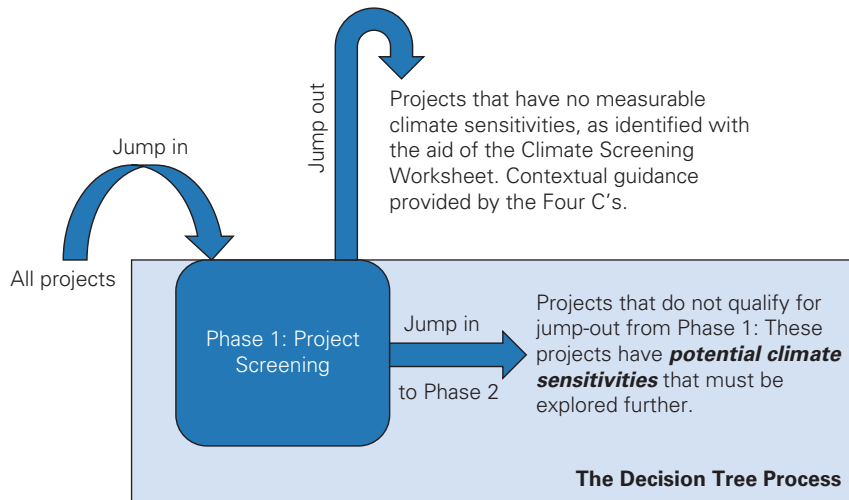 Jump out
Projects that have no measurable
climate sensitivities, as identified with
the aid of the Climate Screening
Worksheet. Contextual guidance
provided by the Four C's.
Jump in
All projects
Phase 1: Project
Screening
Jump in
to Phase 2
Projects that do not qualify for
jump-out from Phase 1: These
projects have potential climate
sensitivities that must be
explored further.
The Decision Tree Process